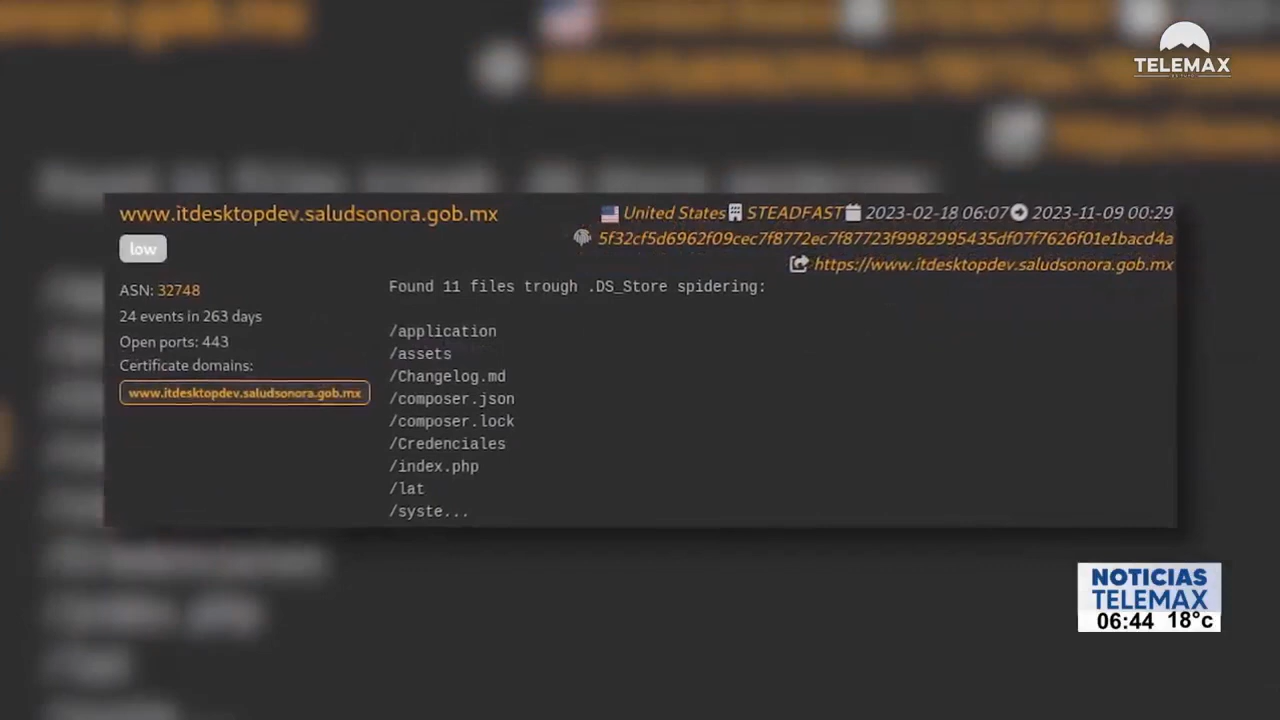 TELEMAX
www.itdesktopdev.saludsonora.gob.mx
United States STEADFAST 2023-02-18 06:07 2023-11-09 00:29
low
5f32cf5d6962f09cec7f8772ec7f87723f9982995435df07f7626f01e1bacd4a
https://www.itdesktopdev.saludsonora.gob.mx
ASN: 32748
24 events in 263 days
Open ports: 443
Certificate domains:
www.itdesktopdev.saludsonora.gob.mx
Found 11 files trough .DS_Store spidering:
/application
/assets
/Changelog.md
/composer.json
/composer.lock
/Credenciales
/index.php
/lat
/syste...
NOTICIAS
TELEMAX
06:44 18°c